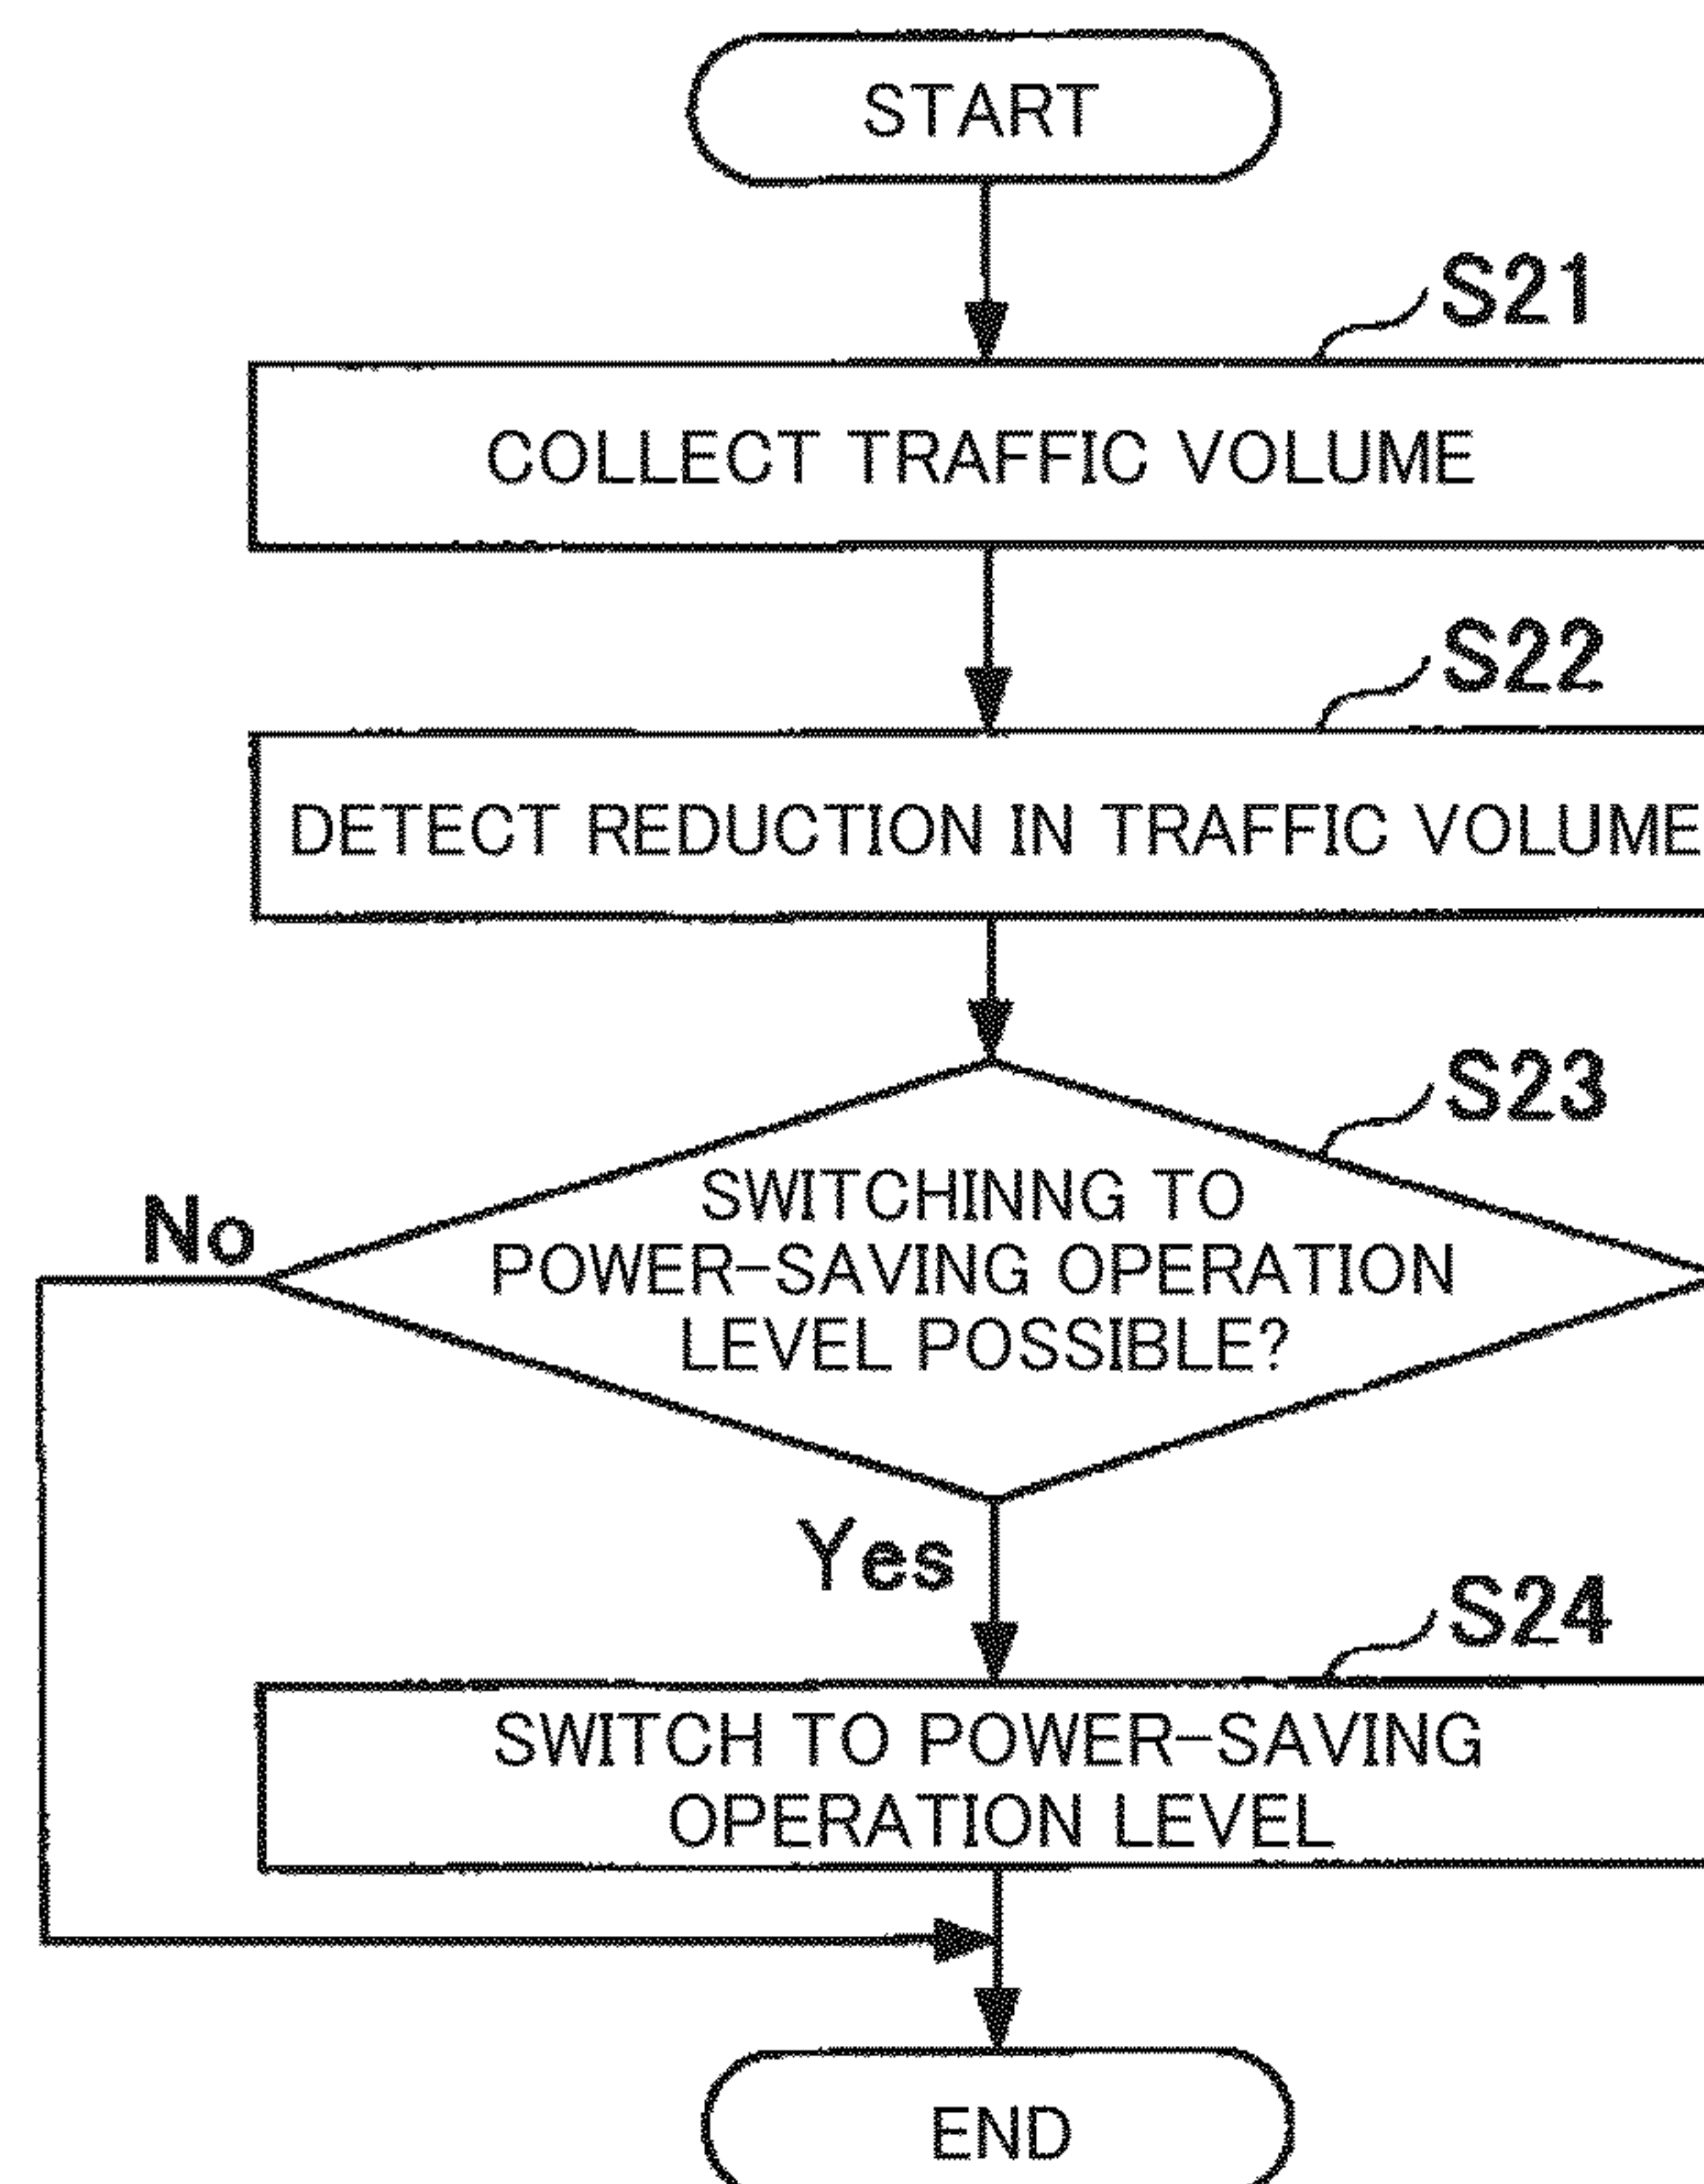 START
S21
COLLECT TRAFFIC VOLUME
S22
DETECT REDUCTION IN TRAFFIC VOLUME
S23
SWITCHINNG TO
POWER-SAVING OPERATION
LEVEL POSSIBLE?
No
Yes
S24
SWITCH TO POWER-SAVING
OPERATION LEVEL
END